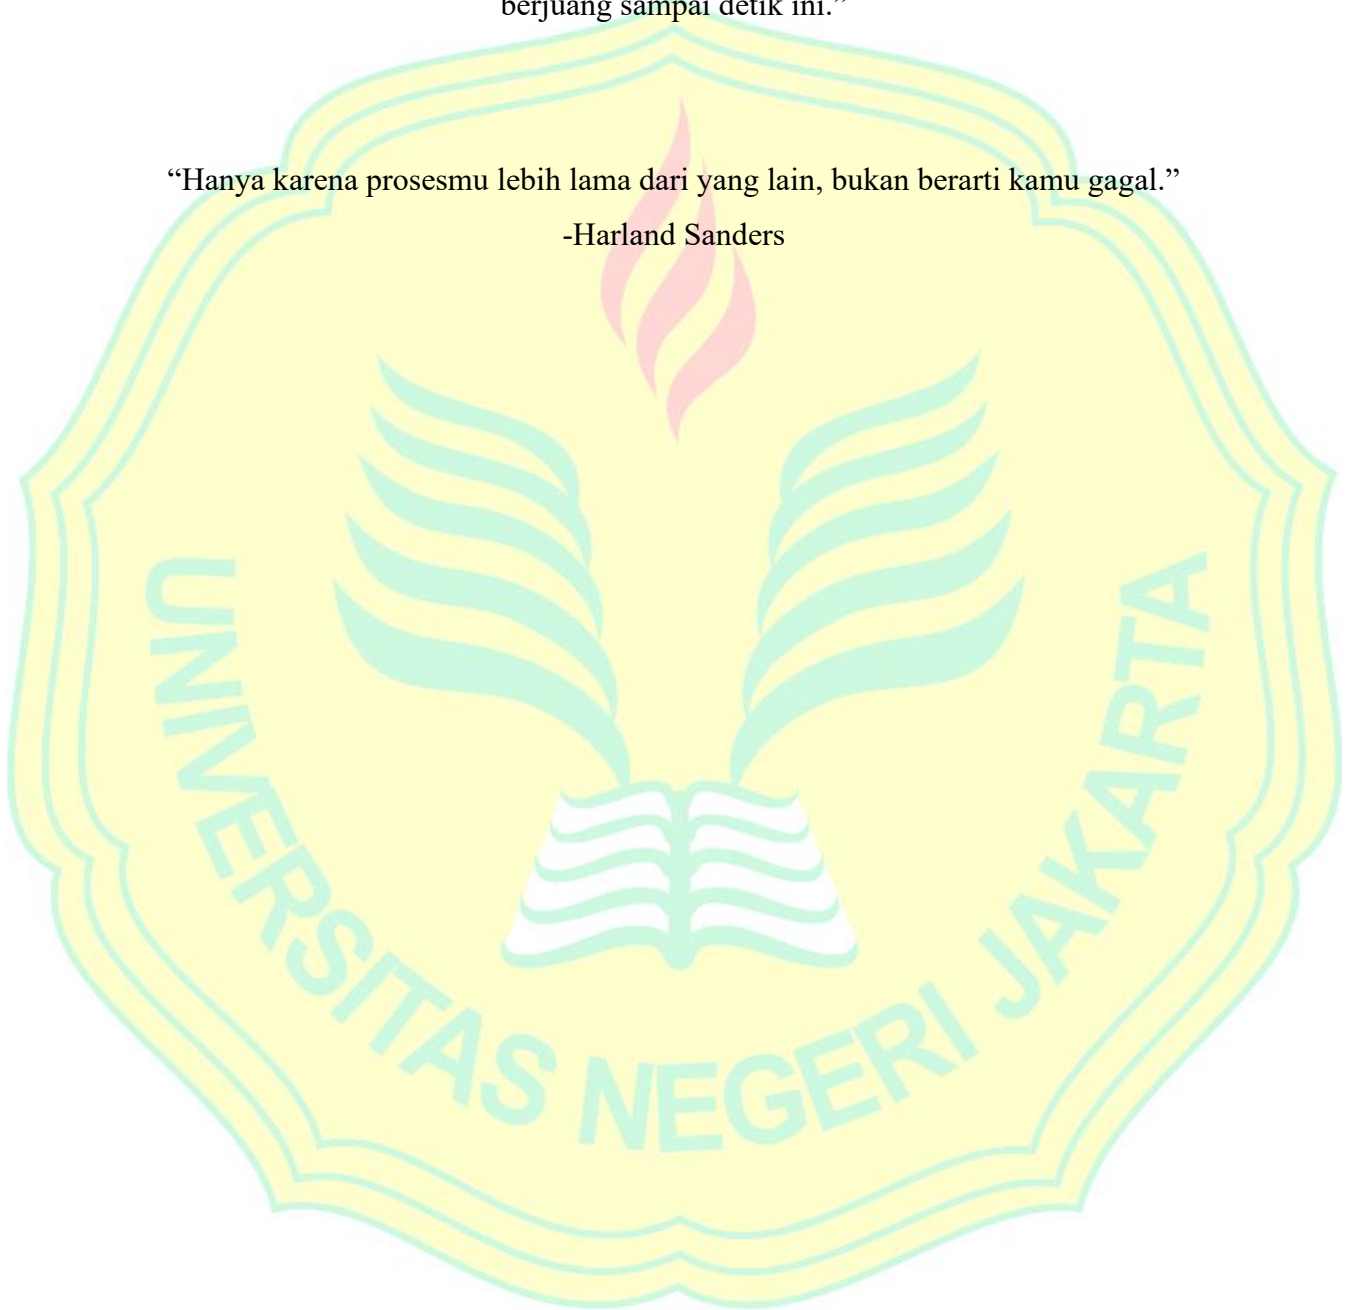 berjuang sampai detik ini.”
“Hanya karena prosesmu lebih lama dari yang lain, bukan berarti kamu gagal.”
-Harland Sanders
UNIVERSITAS NEGERI JAKARTA